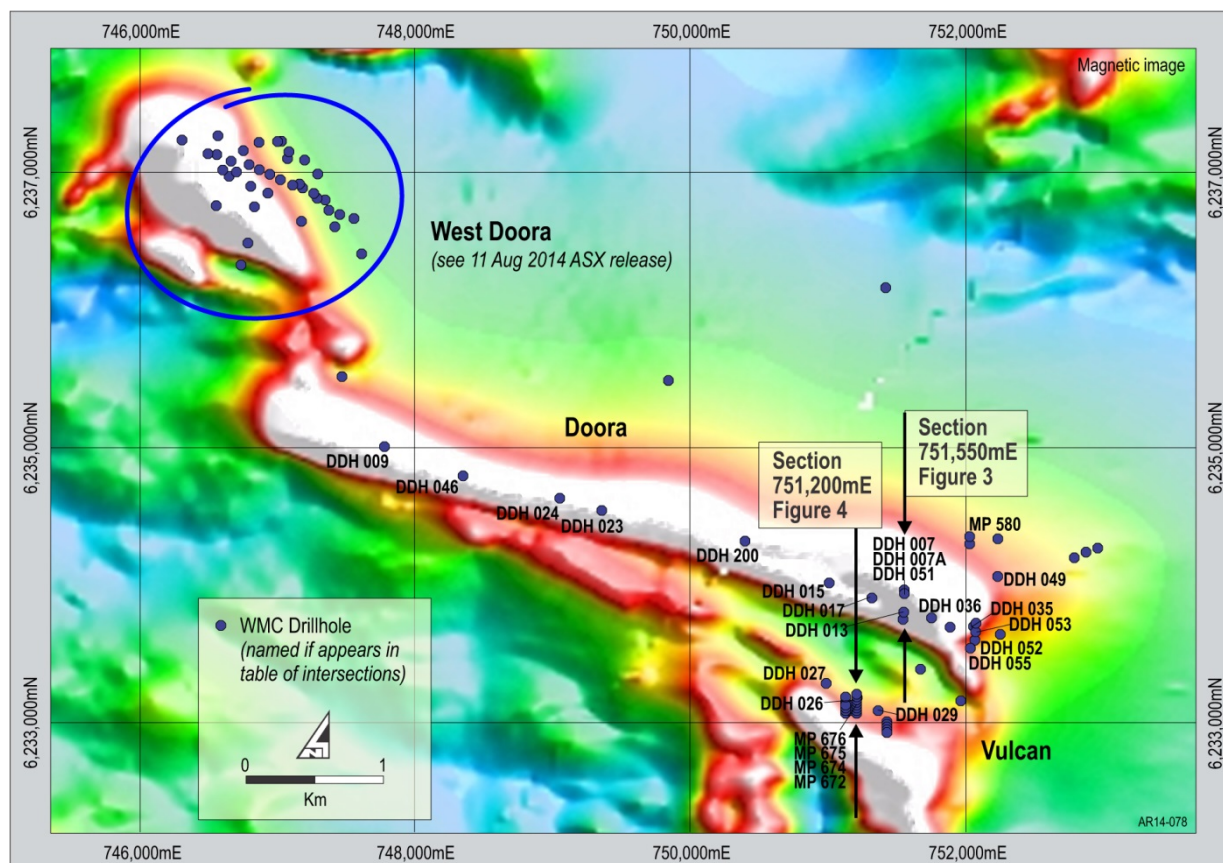 746,000mE
748,000mE
750,000mE
752,000mE
Magnetic image
6,237,000mN
6,237,000mN
West Doora
(see 11 Aug 2014 ASX release)
Doora
Section
751,550mE
Figure 3
Section
751,200mE
Figure 4
6,235,000mN
6,235,000mN
DDH 009
DDH 046
DDH 024
DDH 023
DDH 200
MP 580
DDH 007
DDH 007A
DDH 051
DDH 049
DDH 015
DDH 017
DDH 013
DDH 036
DDH 035
DDH 053
DDH 052
DDH 055
DDH 027
DDH 026
DDH 029
MP 676
MP 675
MP 674
MP 672
Vulcan
6,233,000mN
6,233,000mN
WMC Drillhole
(named if appears in
table of intersections)
N
0
1
Km
AR14-078
746,000mE
748,000mE
750,000mE
752,000mE